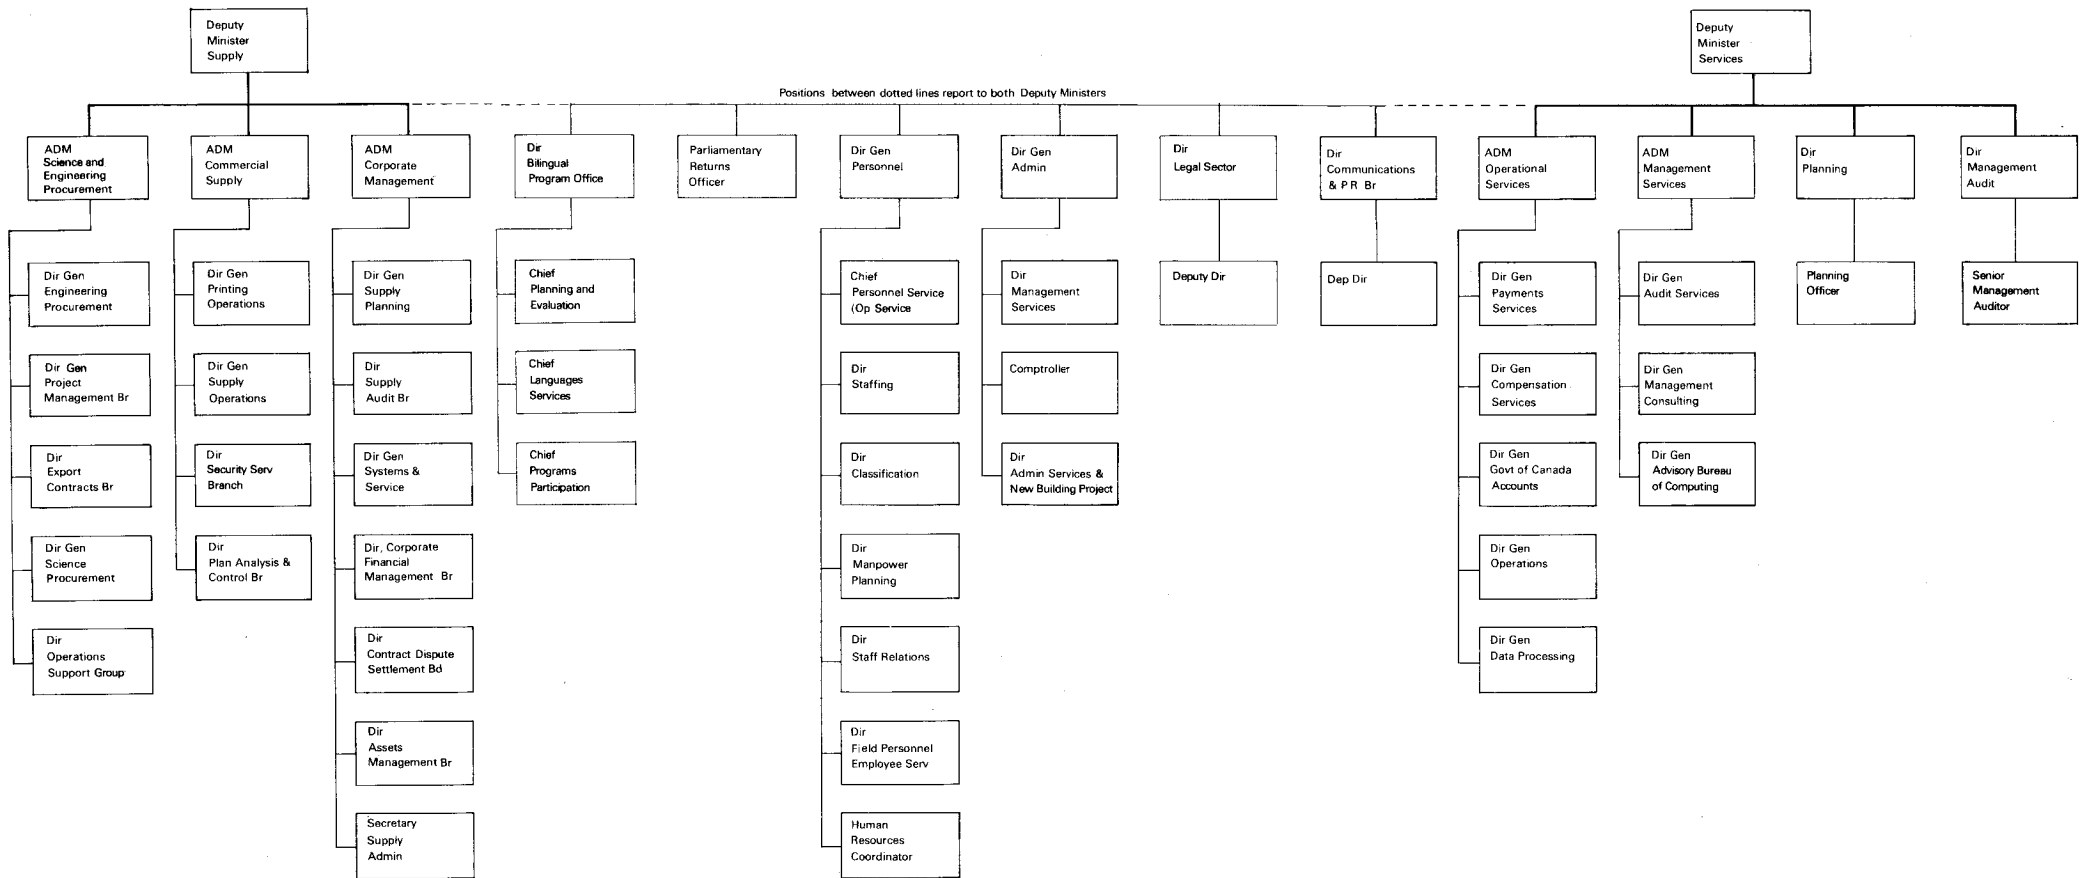 Deputy
Minister
Supply
Deputy
Minister
Services
Positions between dotted lines report to both Deputy Ministers
ADM
Science and
Engineering
Procurement
ADM
Commercial
Supply
ADM
Corporate
Management
Dir
Bilingual
Program Office
Parliamentary
Returns
Officer
Dir Gen
Personnel
Dir Gen
Admin
Dir
Legal Sector
Dir
Communications
& P R Br
ADM
Operational
Services
ADM
Management
Services
Dir
Planning
Dir
Management
Audit
Dir Gen
Engineering
Procurement
Dir Gen
Project
Management Br
Dir
Export
Contracts Br
Dir Gen
Science
Procurement
Dir
Operations
Support Group
Dir Gen
Printing
Operations
Dir Gen
Supply
Operations
Dir
Security Serv
Branch
Dir
Plan Analysis &
Control Br
Dir Gen
Supply
Planning
Dir
Supply
Audit Br
Dir Gen
Systems &
Service
Dir, Corporate
Financial
Management Br
Dir
Contract Dispute
Settlement Bd
Dir
Assets
Management Br
Secretary
Supply
Admin
Chief
Planning and
Evaluation
Chief
Languages
Services
Chief
Programs
Participation
Chief
Personnel Service
(Op Service
Dir
Staffing
Dir
Classification
Dir
Manpower
Planning
Dir
Staff Relations
Dir
Field Personnel
Employee Serv
Human
Resources
Coordinator
Dir
Management
Services
Comptroller
Dir
Admin Services &
New Building Project
Deputy Dir
Dep Dir
Dir Gen
Payments
Services
Dir Gen
Compensation
Services
Dir Gen
Govt of Canada
Accounts
Dir Gen
Operations
Dir Gen
Data Processing
Dir Gen
Audit Services
Dir Gen
Management
Consulting
Dir Gen
Advisory Bureau
of Computing
Planning
Officer
Senior
Management
Auditor